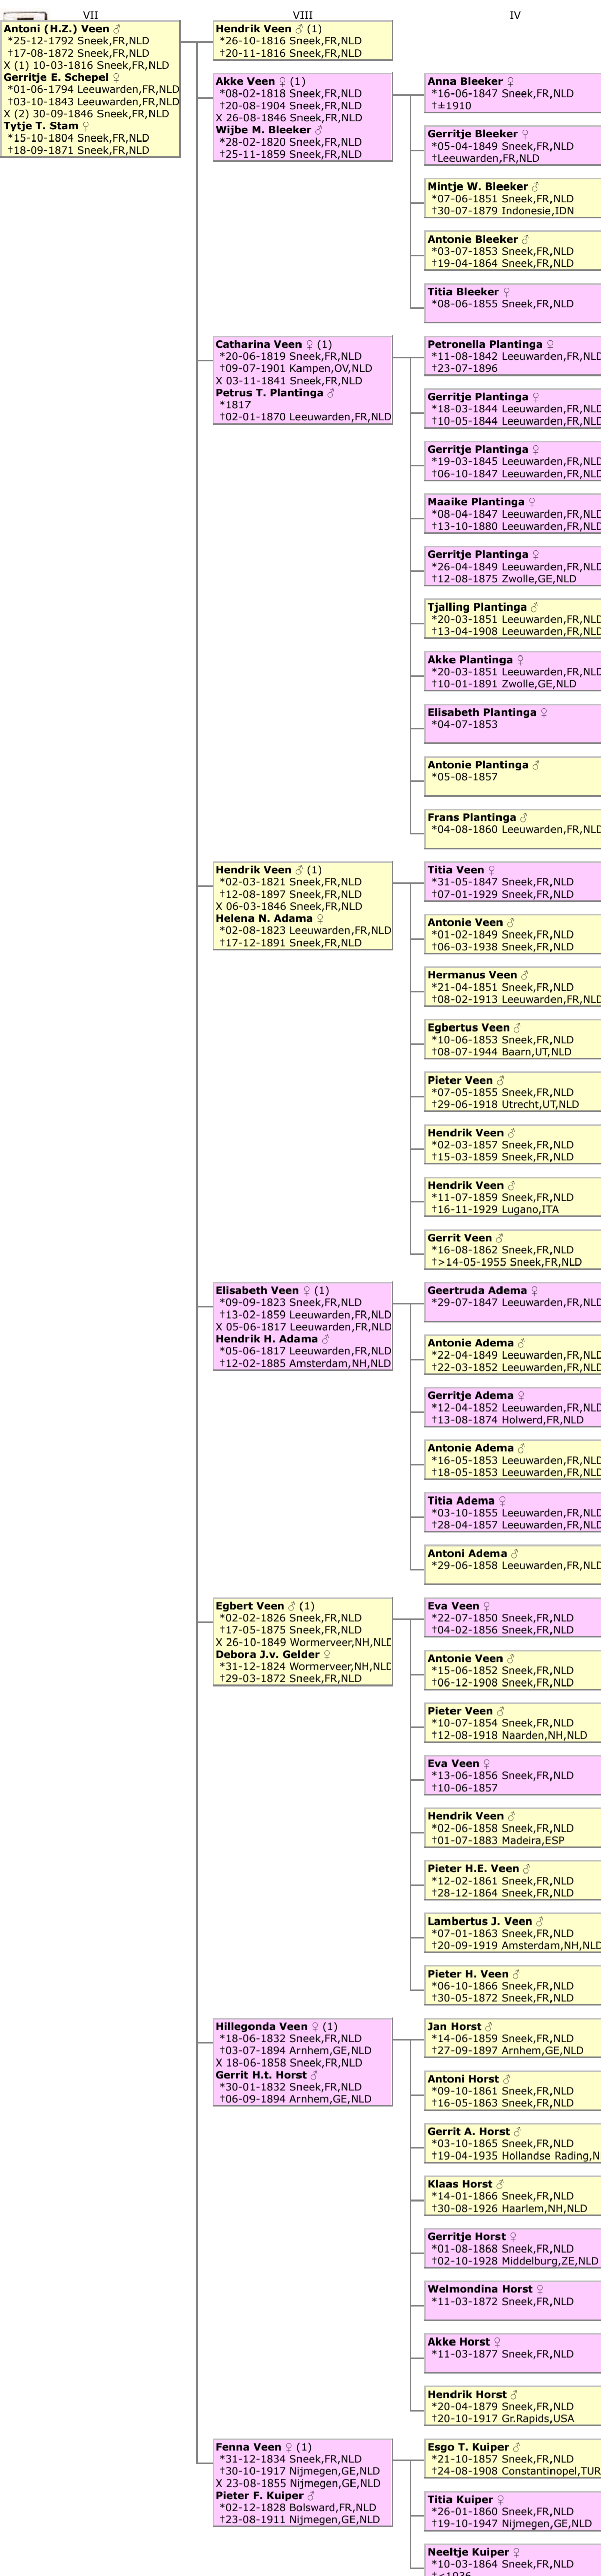 VII
VIII
IV
Antoni (H.Z.) Veen ♂
*25-12-1792 Sneek,FR,NLD
†17-08-1872 Sneek,FR,NLD
X (1) 10-03-1816 Sneek,FR,NLD
Gerritje E. Schepel ♀
*01-06-1794 Leeuwarden,FR,NLD
†03-10-1843 Leeuwarden,FR,NLD
X (2) 30-09-1846 Sneek,FR,NLD
Tytje T. Stam ♀
*15-10-1804 Sneek,FR,NLD
†18-09-1871 Sneek,FR,NLD
Hendrik Veen ♂ (1)
*26-10-1816 Sneek,FR,NLD
†20-11-1816 Sneek,FR,NLD
Akke Veen ♀ (1)
*08-02-1818 Sneek,FR,NLD
†20-08-1904 Sneek,FR,NLD
X 26-08-1846 Sneek,FR,NLD
Wijbe M. Bleeker ♂
*28-02-1820 Sneek,FR,NLD
†25-11-1859 Sneek,FR,NLD
Anna Bleeker ♀
*16-06-1847 Sneek,FR,NLD
†±1910
Gerritje Bleeker ♀
*05-04-1849 Sneek,FR,NLD
†Leeuwarden,FR,NLD
Mintje W. Bleeker ♂
*07-06-1851 Sneek,FR,NLD
†30-07-1879 Indonesie,IDN
Antonie Bleeker ♂
*03-07-1853 Sneek,FR,NLD
†19-04-1864 Sneek,FR,NLD
Titia Bleeker ♀
*08-06-1855 Sneek,FR,NLD
Catharina Veen ♀ (1)
*20-06-1819 Sneek,FR,NLD
†09-07-1901 Kampen,OV,NLD
X 03-11-1841 Sneek,FR,NLD
Petrus T. Plantinga ♂
*1817
†02-01-1870 Leeuwarden,FR,NLD
Petronella Plantinga ♀
*11-08-1842 Leeuwarden,FR,NLD
†23-07-1896
Gerritje Plantinga ♀
*18-03-1844 Leeuwarden,FR,NLD
†10-05-1844 Leeuwarden,FR,NLD
Gerritje Plantinga ♀
*19-03-1845 Leeuwarden,FR,NLD
†06-10-1847 Leeuwarden,FR,NLD
Maaike Plantinga ♀
*08-04-1847 Leeuwarden,FR,NLD
†13-10-1880 Leeuwarden,FR,NLD
Gerritje Plantinga ♀
*26-04-1849 Leeuwarden,FR,NLD
†12-08-1875 Zwolle,GE,NLD
Tjalling Plantinga ♂
*20-03-1851 Leeuwarden,FR,NLD
†13-04-1908 Leeuwarden,FR,NLD
Akke Plantinga ♀
*20-03-1851 Leeuwarden,FR,NLD
†10-01-1891 Zwolle,GE,NLD
Elisabeth Plantinga ♀
*04-07-1853
Antonie Plantinga ♂
*05-08-1857
Frans Plantinga ♂
*04-08-1860 Leeuwarden,FR,NLD
Hendrik Veen ♂ (1)
*02-03-1821 Sneek,FR,NLD
†12-08-1897 Sneek,FR,NLD
X 06-03-1846 Sneek,FR,NLD
Helena N. Adama ♀
*02-08-1823 Leeuwarden,FR,NLD
†17-12-1891 Sneek,FR,NLD
Titia Veen ♀
*31-05-1847 Sneek,FR,NLD
†07-01-1929 Sneek,FR,NLD
Antonie Veen ♂
*01-02-1849 Sneek,FR,NLD
†06-03-1938 Sneek,FR,NLD
Hermanus Veen ♂
*21-04-1851 Sneek,FR,NLD
†08-02-1913 Leeuwarden,FR,NLD
Egbertus Veen ♂
*10-06-1853 Sneek,FR,NLD
†08-07-1944 Baarn,UT,NLD
Pieter Veen ♂
*07-05-1855 Sneek,FR,NLD
†29-06-1918 Utrecht,UT,NLD
Hendrik Veen ♂
*02-03-1857 Sneek,FR,NLD
†15-03-1859 Sneek,FR,NLD
Hendrik Veen ♂
*11-07-1859 Sneek,FR,NLD
†16-11-1929 Lugano,ITA
Gerrit Veen ♂
*16-08-1862 Sneek,FR,NLD
†>14-05-1955 Sneek,FR,NLD
Elisabeth Veen ♀ (1)
*09-09-1823 Sneek,FR,NLD
†13-02-1859 Leeuwarden,FR,NLD
X 05-06-1817 Leeuwarden,FR,NLD
Hendrik H. Adama ♂
*05-06-1817 Leeuwarden,FR,NLD
†12-02-1885 Amsterdam,NH,NLD
Geertruda Adema ♀
*29-07-1847 Leeuwarden,FR,NLD
Antonie Adema ♂
*22-04-1849 Leeuwarden,FR,NLD
†22-03-1852 Leeuwarden,FR,NLD
Gerritje Adema ♀
*12-04-1852 Leeuwarden,FR,NLD
†13-08-1874 Holwerd,FR,NLD
Antonie Adema ♂
*16-05-1853 Leeuwarden,FR,NLD
†18-05-1853 Leeuwarden,FR,NLD
Titia Adema ♀
*03-10-1855 Leeuwarden,FR,NLD
†28-04-1857 Leeuwarden,FR,NLD
Antoni Adema ♂
*29-06-1858 Leeuwarden,FR,NLD
Egbert Veen ♂ (1)
*02-02-1826 Sneek,FR,NLD
†17-05-1875 Sneek,FR,NLD
X 26-10-1849 Wormerveer,NH,NLD
Debora J.v. Gelder ♀
*31-12-1824 Wormerveer,NH,NLD
†29-03-1872 Sneek,FR,NLD
Eva Veen ♀
*22-07-1850 Sneek,FR,NLD
†04-02-1856 Sneek,FR,NLD
Antonie Veen ♂
*15-06-1852 Sneek,FR,NLD
†06-12-1908 Sneek,FR,NLD
Pieter Veen ♂
*10-07-1854 Sneek,FR,NLD
†12-08-1918 Naarden,NH,NLD
Eva Veen ♀
*13-06-1856 Sneek,FR,NLD
†10-06-1857
Hendrik Veen ♂
*02-06-1858 Sneek,FR,NLD
†01-07-1883 Madeira,ESP
Pieter H.E. Veen ♂
*12-02-1861 Sneek,FR,NLD
†28-12-1864 Sneek,FR,NLD
Lambertus J. Veen ♂
*07-01-1863 Sneek,FR,NLD
†20-09-1919 Amsterdam,NH,NLD
Pieter H. Veen ♂
*06-10-1866 Sneek,FR,NLD
†30-05-1872 Sneek,FR,NLD
Hillegonda Veen ♀ (1)
*18-06-1832 Sneek,FR,NLD
†03-07-1894 Arnhem,GE,NLD
X 18-06-1858 Sneek,FR,NLD
Gerrit H.t. Horst ♂
*30-01-1832 Sneek,FR,NLD
†06-09-1894 Arnhem,GE,NLD
Jan Horst ♂
*14-06-1859 Sneek,FR,NLD
†27-09-1897 Arnhem,GE,NLD
Antoni Horst ♂
*09-10-1861 Sneek,FR,NLD
†16-05-1863 Sneek,FR,NLD
Gerrit A. Horst ♂
*03-10-1865 Sneek,FR,NLD
†19-04-1935 Hollandse Rading,N
Klaas Horst ♂
*14-01-1866 Sneek,FR,NLD
†30-08-1926 Haarlem,NH,NLD
Gerritje Horst ♀
*01-08-1868 Sneek,FR,NLD
†02-10-1928 Middelburg,ZE,NLD
Welmondina Horst ♀
*11-03-1872 Sneek,FR,NLD
Akke Horst ♀
*11-03-1877 Sneek,FR,NLD
Hendrik Horst ♂
*20-04-1879 Sneek,FR,NLD
†20-10-1917 Gr.Rapids,USA
Fenna Veen ♀ (1)
*31-12-1834 Sneek,FR,NLD
†30-10-1917 Nijmegen,GE,NLD
X 23-08-1855 Nijmegen,GE,NLD
Pieter F. Kuiper ♂
*02-12-1828 Bolsward,FR,NLD
†23-08-1911 Nijmegen,GE,NLD
Esgo T. Kuiper ♂
*21-10-1857 Sneek,FR,NLD
†24-08-1908 Constantinopel,TUR
Titia Kuiper ♀
*26-01-1860 Sneek,FR,NLD
†19-10-1947 Nijmegen,GE,NLD
Neeltje Kuiper ♀
*10-03-1864 Sneek,FR,NLD
†<1936